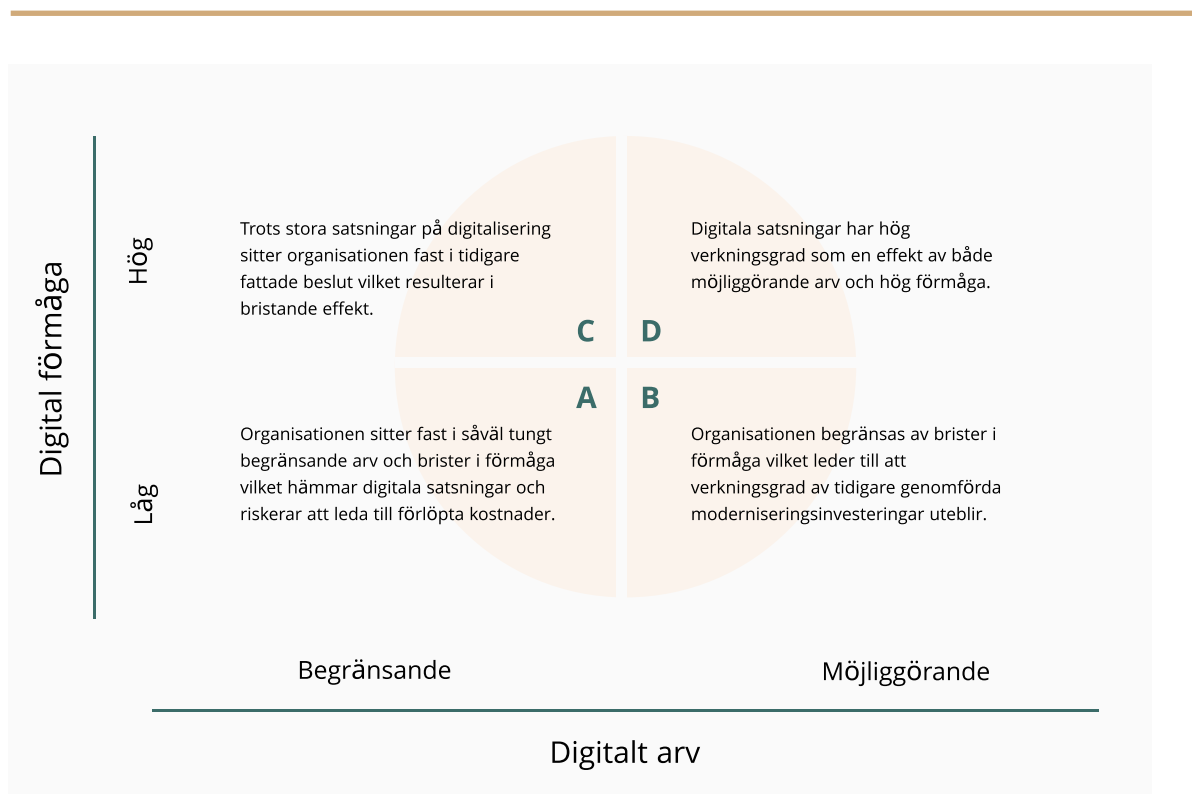 Digital förmåga
Hög
Låg
Trots stora satsningar på digitalisering
sitter organisationen fast i tidigare
fattade beslut vilket resulterar i
bristande effekt.
C
Digitala satsningar har hög
verkningsgrad som en effekt av både
möjliggörande arv och hög förmåga.
D
A
Organisationen sitter fast i såväl tungt
begränsande arv och brister i förmåga
vilket hämmar digitala satsningar och
riskerar att leda till förlöpta kostnader.
B
Organisationen begränsas av brister i
förmåga vilket leder till att
verkningsgrad av tidigare genomförda
moderniseringsinvesteringar uteblir.
Begränsande
Möjliggörande
Digitalt arv